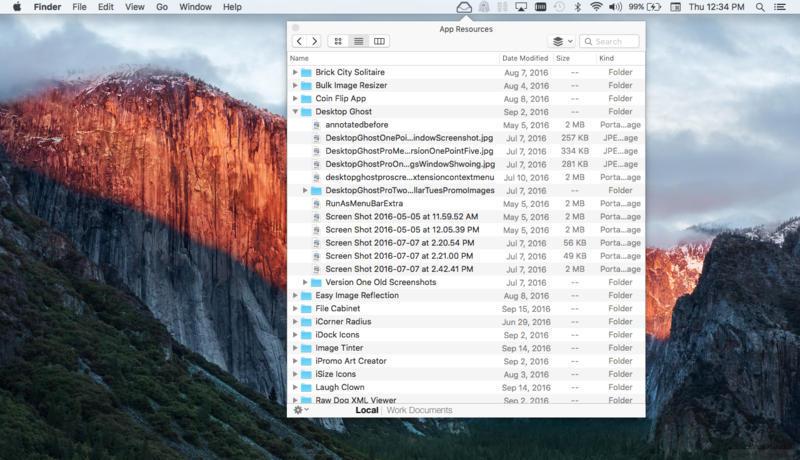 Finder File Edit View Go Window Help 99% Thu 12:34 PM
App Resources
Search
Name Date Modified Size Kind
Brick City Solitaire Aug 7, 2016 -- Folder
Bulk Image Resizer Aug 4, 2016 -- Folder
Coin Flip App Aug 8, 2016 -- Folder
Desktop Ghost Sep 2, 2016 -- Folder
annotatedbefore May 5, 2016 2 MB Porta...age
DesktopGhostOnePoi...indowScreenshot.jpg Jul 7, 2016 257 KB JPE...age
DesktopGhostProMe...rsionOnePointFive.jpg Jul 7, 2016 334 KB JPE...age
DesktopGhostProOn...gsWindowShwoing.jpg Jul 7, 2016 281 KB JPE...age
desktopghostproscre...xtensioncontextmenu Jul 10, 2016 2 MB Porta...age
DesktopGhostProTwo...llarTuesPromoImages Jul 7, 2016 -- Folder
RunAsMenuBarExtra May 5, 2016 2 MB Porta...age
Screen Shot 2016-05-05 at 11.59.52 AM May 5, 2016 2 MB Porta...age
Screen Shot 2016-05-05 at 12.05.39 PM May 5, 2016 2 MB Porta...age
Screen Shot 2016-07-07 at 2.20.54 PM Jul 7, 2016 56 KB Porta...age
Screen Shot 2016-07-07 at 2.21.00 PM Jul 7, 2016 49 KB Porta...age
Screen Shot 2016-07-07 at 2.42.41 PM Jul 7, 2016 2 MB Porta...age
Version One Old Screenshots Jul 7, 2016 -- Folder
Easy Image Reflection Aug 8, 2016 -- Folder
File Cabinet Sep 15, 2016 -- Folder
iCorner Radius Jun 29, 2016 -- Folder
iDock Icons Sep 2, 2016 -- Folder
Image Tinter Sep 14, 2016 -- Folder
iPromo Art Creator Sep 2, 2016 -- Folder
iSize Icons Aug 3, 2016 -- Folder
Laugh Clown Sep 14, 2016 -- Folder
Raw Dog XML Viewer Sep 2, 2016 -- Folder
Local Work Documents